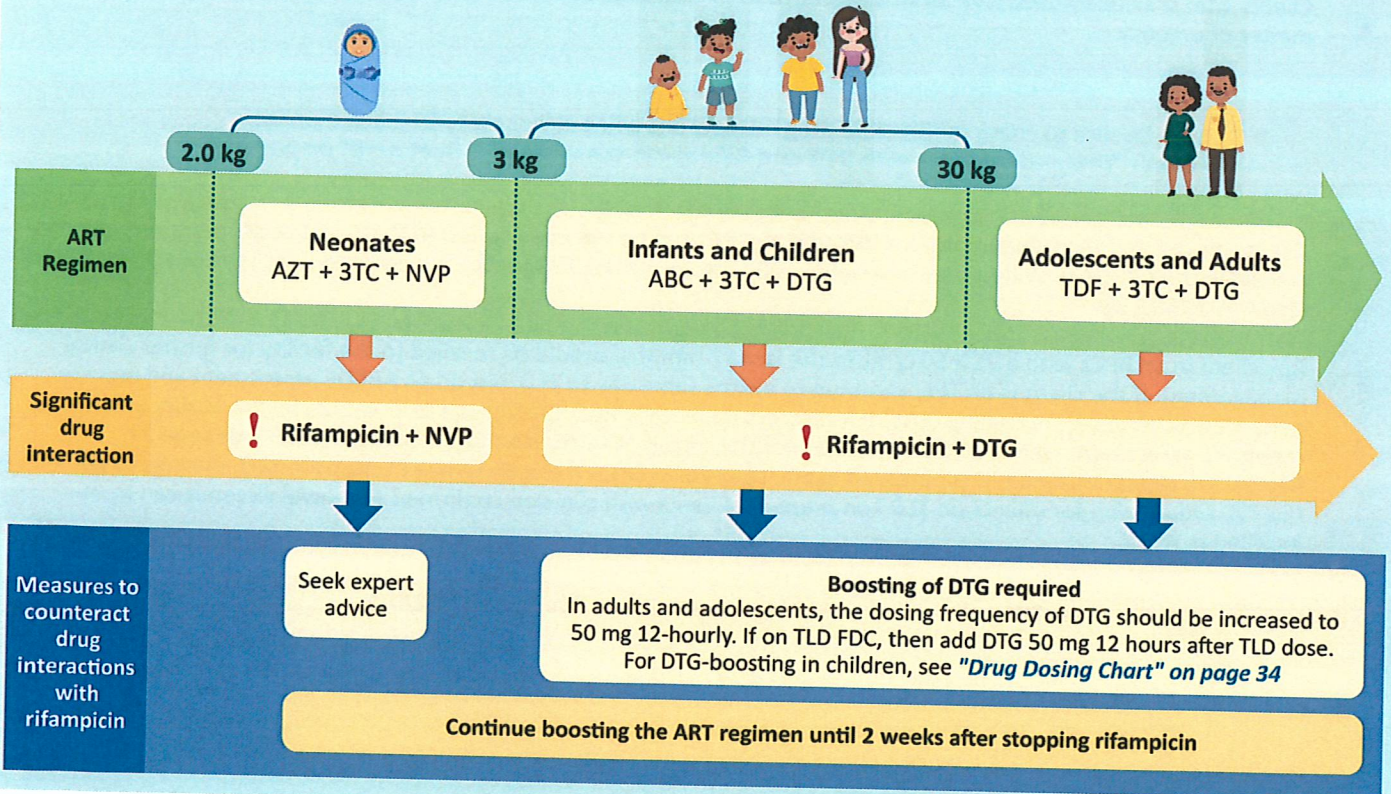 2.0 kg
3 kg
30 kg
ART
Regimen
Neonates
AZT + 3TC + NVP
Infants and Children
ABC + 3TC + DTG
Adolescents and Adults
TDF + 3TC + DTG
Significant
drug
interaction
! Rifampicin + NVP
! Rifampicin + DTG
Measures to
counteract
drug
interactions
with
rifampicin
Seek expert
advice
Boosting of DTG required
In adults and adolescents, the dosing frequency of DTG should be increased to
50 mg 12-hourly. If on TLD FDC, then add DTG 50 mg 12 hours after TLD dose.
For DTG-boosting in children, see "Drug Dosing Chart" on page 34
Continue boosting the ART regimen until 2 weeks after stopping rifampicin